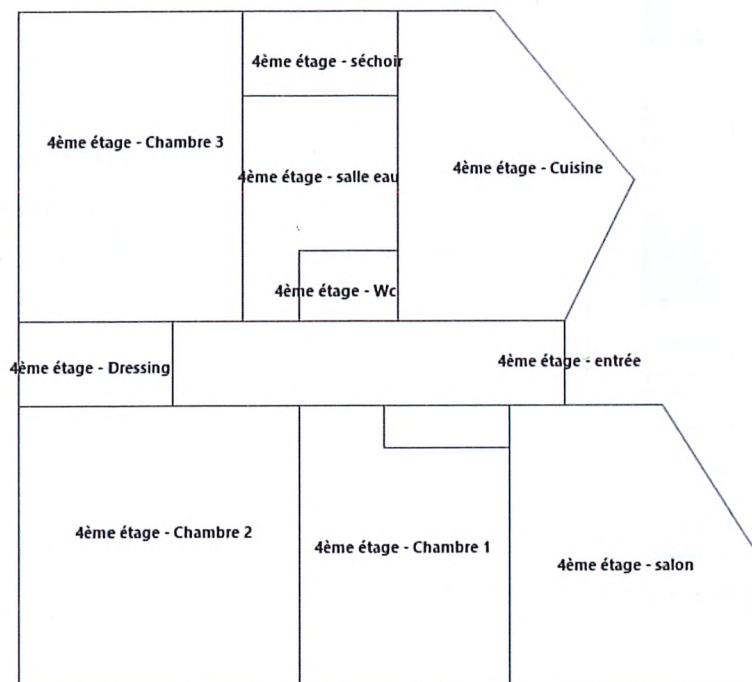 4ème étage - séchoir
4ème étage - Chambre 3
4ème étage - salle eau
4ème étage - Cuisine
4ème étage - Wc
4ème étage - Dressing
4ème étage - entrée
4ème étage - Chambre 2
4ème étage - Chambre 1
4ème étage - salon